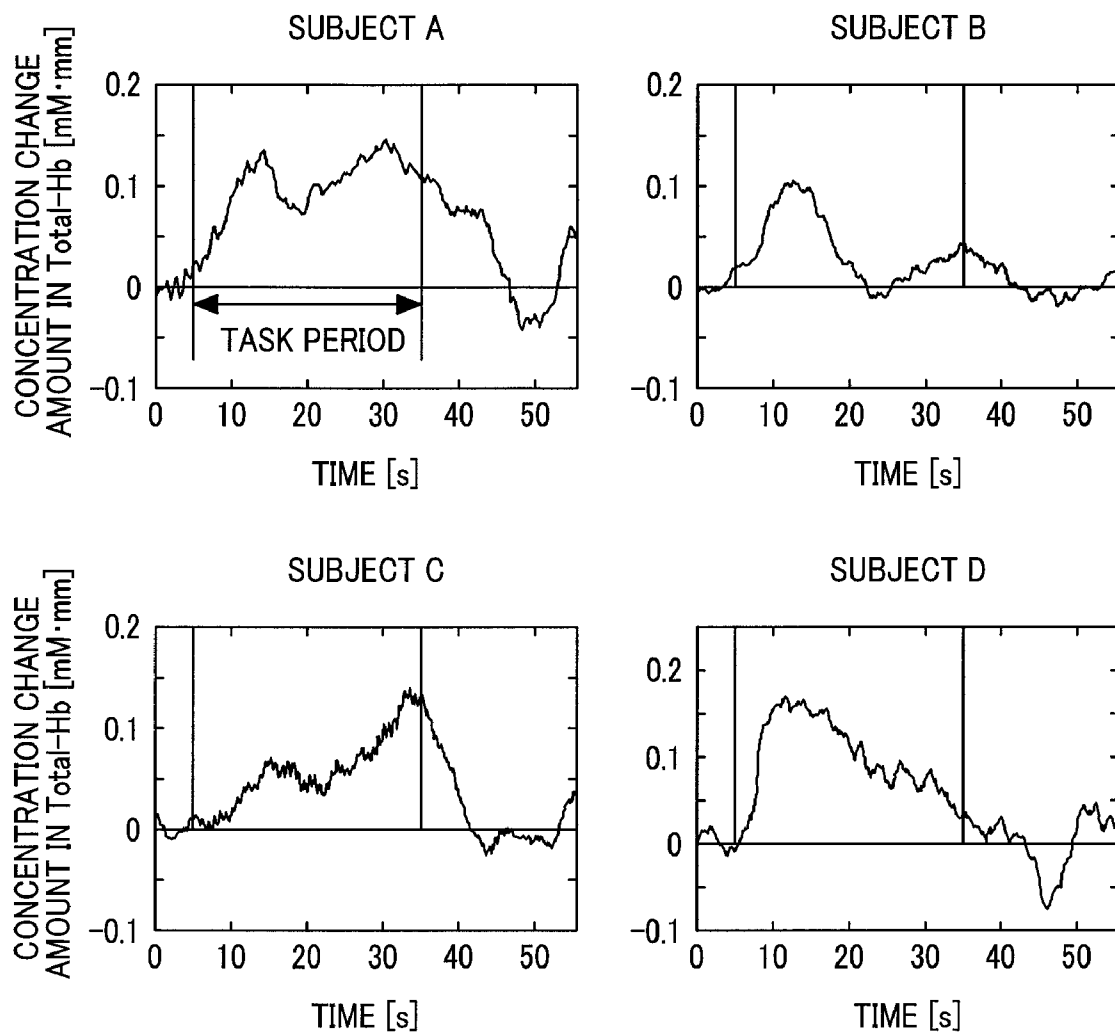 SUBJECT A
CONCENTRATION CHANGE
AMOUNT IN Total-Hb [mM·mm]
0.2
0.1
0
-0.1
TASK PERIOD
0 10 20 30 40 50
TIME [s]
SUBJECT B
0.2
0.1
0
-0.1
0 10 20 30 40 50
TIME [s]
SUBJECT C
CONCENTRATION CHANGE
AMOUNT IN Total-Hb [mM·mm]
0.2
0.1
0
-0.1
0 10 20 30 40 50
TIME [s]
SUBJECT D
0.2
0.1
0
-0.1
0 10 20 30 40 50
TIME [s]